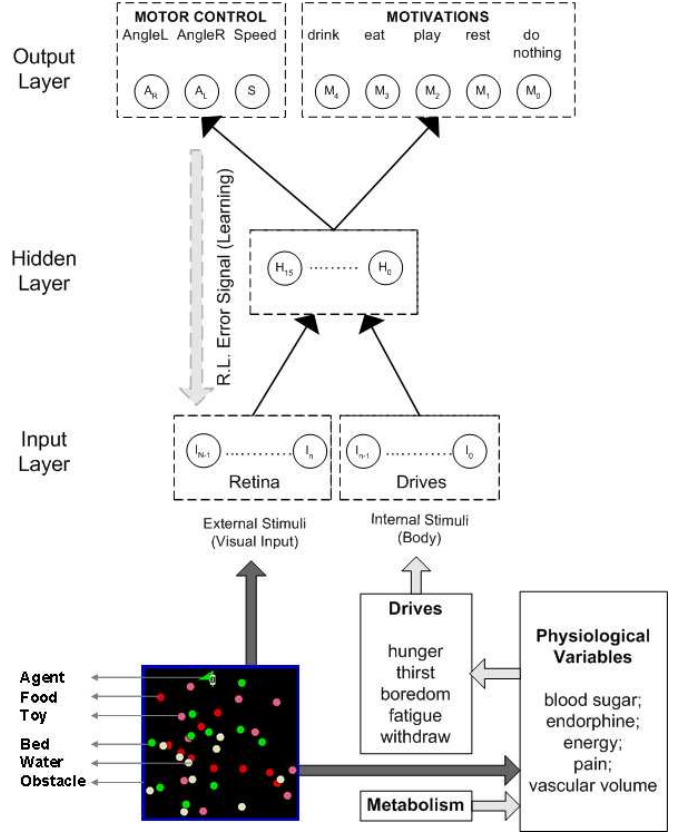 MOTOR CONTROL
AngleL AngleR Speed
MOTIVATIONS
drink eat play rest do
nothing
Output
Layer
A_R A_L S
M_4 M_3 M_2 M_1 M_0
R.L. Error Signal (Learning)
Hidden
Layer
H_15 ........ H_0
Input
Layer
I_N-1 ............... I_n
Retina
I_n-1 ............... I_0
Drives
External Stimuli
(Visual Input)
Internal Stimuli
(Body)
Drives
hunger
thirst
boredom
fatigue
withdraw
Physiological
Variables
blood sugar;
endorphine;
energy;
pain;
vascular volume
Metabolism
Agent
Food
Toy
Bed
Water
Obstacle
0